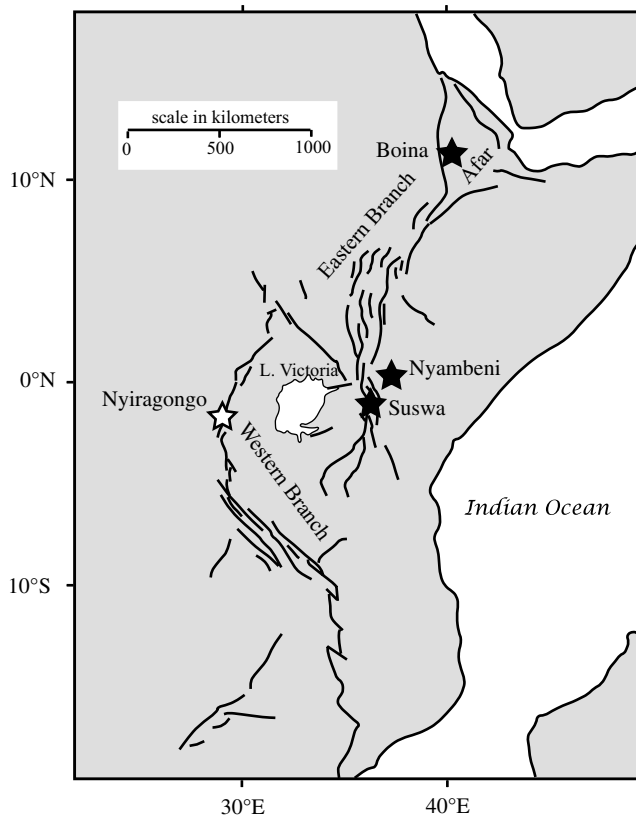 scale in kilometers
0 500 1000
Boina
Afar
10°N
Eastern Branch
0°N
L. Victoria
Nyambeni
Nyiragongo
Suswa
Western Branch
Indian Ocean
10°S
30°E 40°E